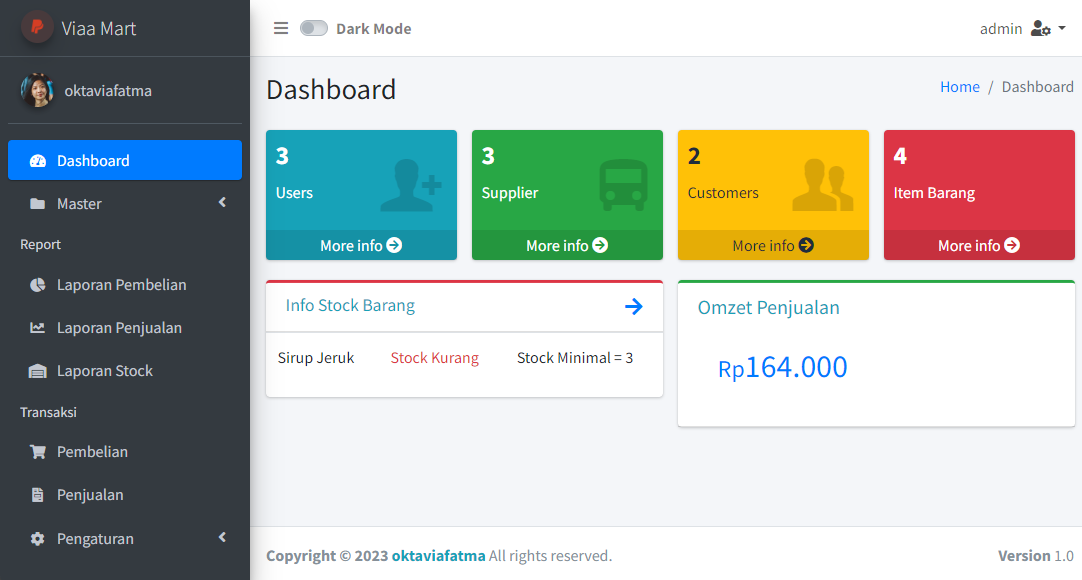 Viaa Mart
oktaviafatma
Dashboard
Master
Report
Laporan Pembelian
Laporan Penjualan
Laporan Stock
Transaksi
Pembelian
Penjualan
Pengaturan
Dark Mode
admin
Dashboard
Home / Dashboard
3
Users
More info
3
Supplier
More info
2
Customers
More info
4
Item Barang
More info
Info Stock Barang
Sirup Jeruk Stock Kurang Stock Minimal = 3
Omzet Penjualan
Rp164.000
Copyright © 2023 oktaviafatma All rights reserved.
Version 1.0